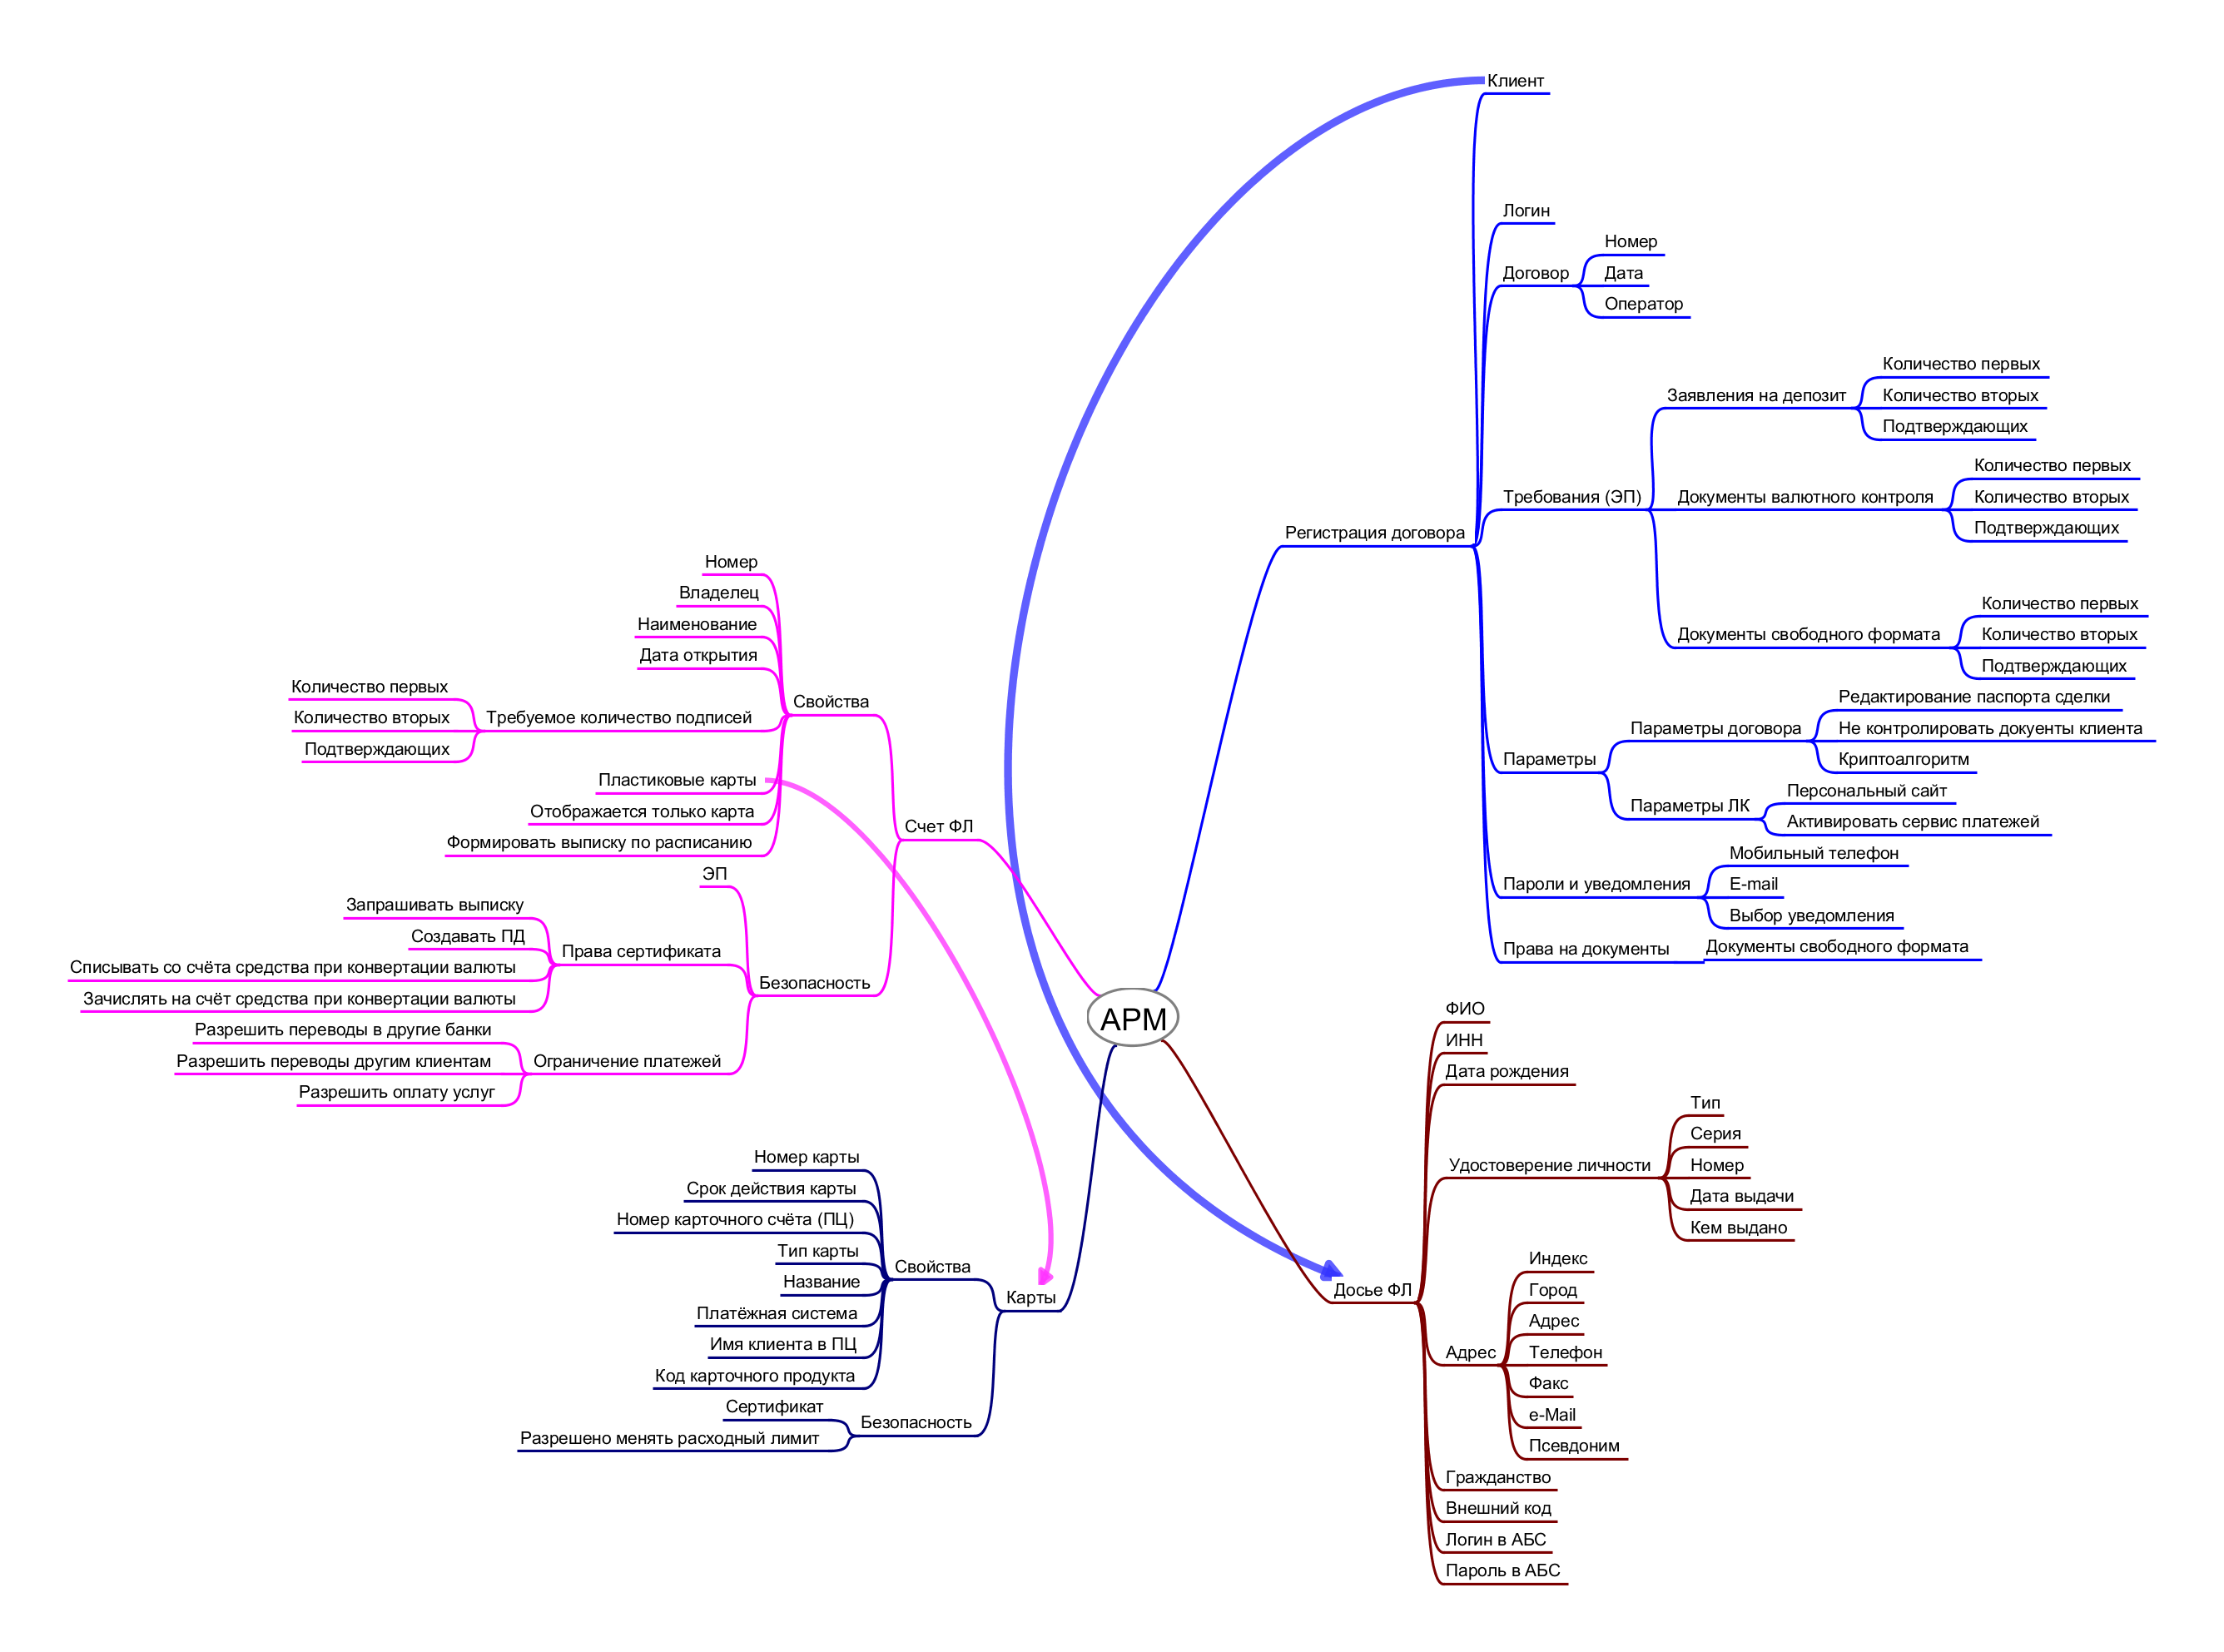 АРМ
Регистрация договора
Клиент
Логин
Договор
Номер
Дата
Оператор
Требования (ЭП)
Заявления на депозит
Количество первых
Количество вторых
Подтверждающих
Документы валютного контроля
Количество первых
Количество вторых
Подтверждающих
Документы свободного формата
Количество первых
Количество вторых
Подтверждающих
Параметры
Параметры договора
Редактирование паспорта сделки
Не контролировать докуенты клиента
Криптоалгоритм
Параметры ЛК
Персональный сайт
Активировать сервис платежей
Пароли и уведомления
Мобильный телефон
E-mail
Выбор уведомления
Права на документы
Документы свободного формата
Досье ФЛ
ФИО
ИНН
Дата рождения
Удостоверение личности
Тип
Серия
Номер
Дата выдачи
Кем выдано
Адрес
Индекс
Город
Адрес
Телефон
Факс
e-Mail
Псевдоним
Гражданство
Внешний код
Логин в АБС
Пароль в АБС
Счет ФЛ
Свойства
Номер
Владелец
Наименование
Дата открытия
Требуемое количество подписей
Количество первых
Количество вторых
Подтверждающих
Пластиковые карты
Отображается только карта
Формировать выписку по расписанию
Безопасность
ЭП
Права сертификата
Запрашивать выписку
Создавать ПД
Списывать со счёта средства при конвертации валюты
Зачислять на счёт средства при конвертации валюты
Ограничение платежей
Разрешить переводы в другие банки
Разрешить переводы другим клиентам
Разрешить оплату услуг
Карты
Свойства
Номер карты
Срок действия карты
Номер карточного счёта (ПЦ)
Тип карты
Название
Платёжная система
Имя клиента в ПЦ
Код карточного продукта
Безопасность
Сертификат
Разрешено менять расходный лимит